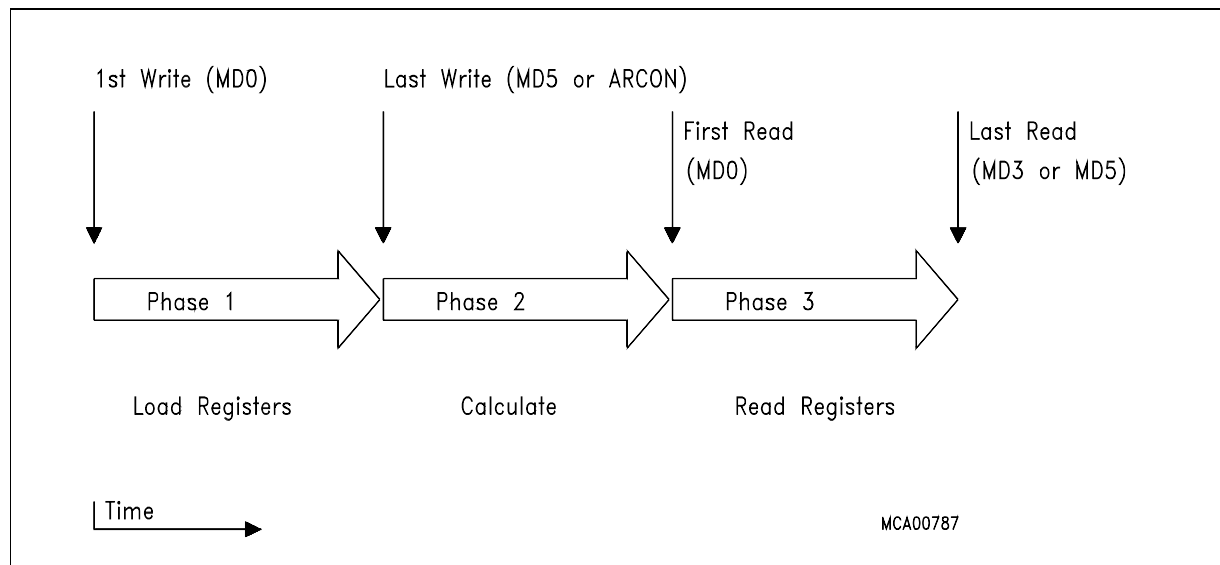 1st Write (MD0)
Last Write (MD5 or ARCON)
First Read
(MD0)
Last Read
(MD3 or MD5)
Phase 1
Phase 2
Phase 3
Load Registers
Calculate
Read Registers
Time
MCA00787